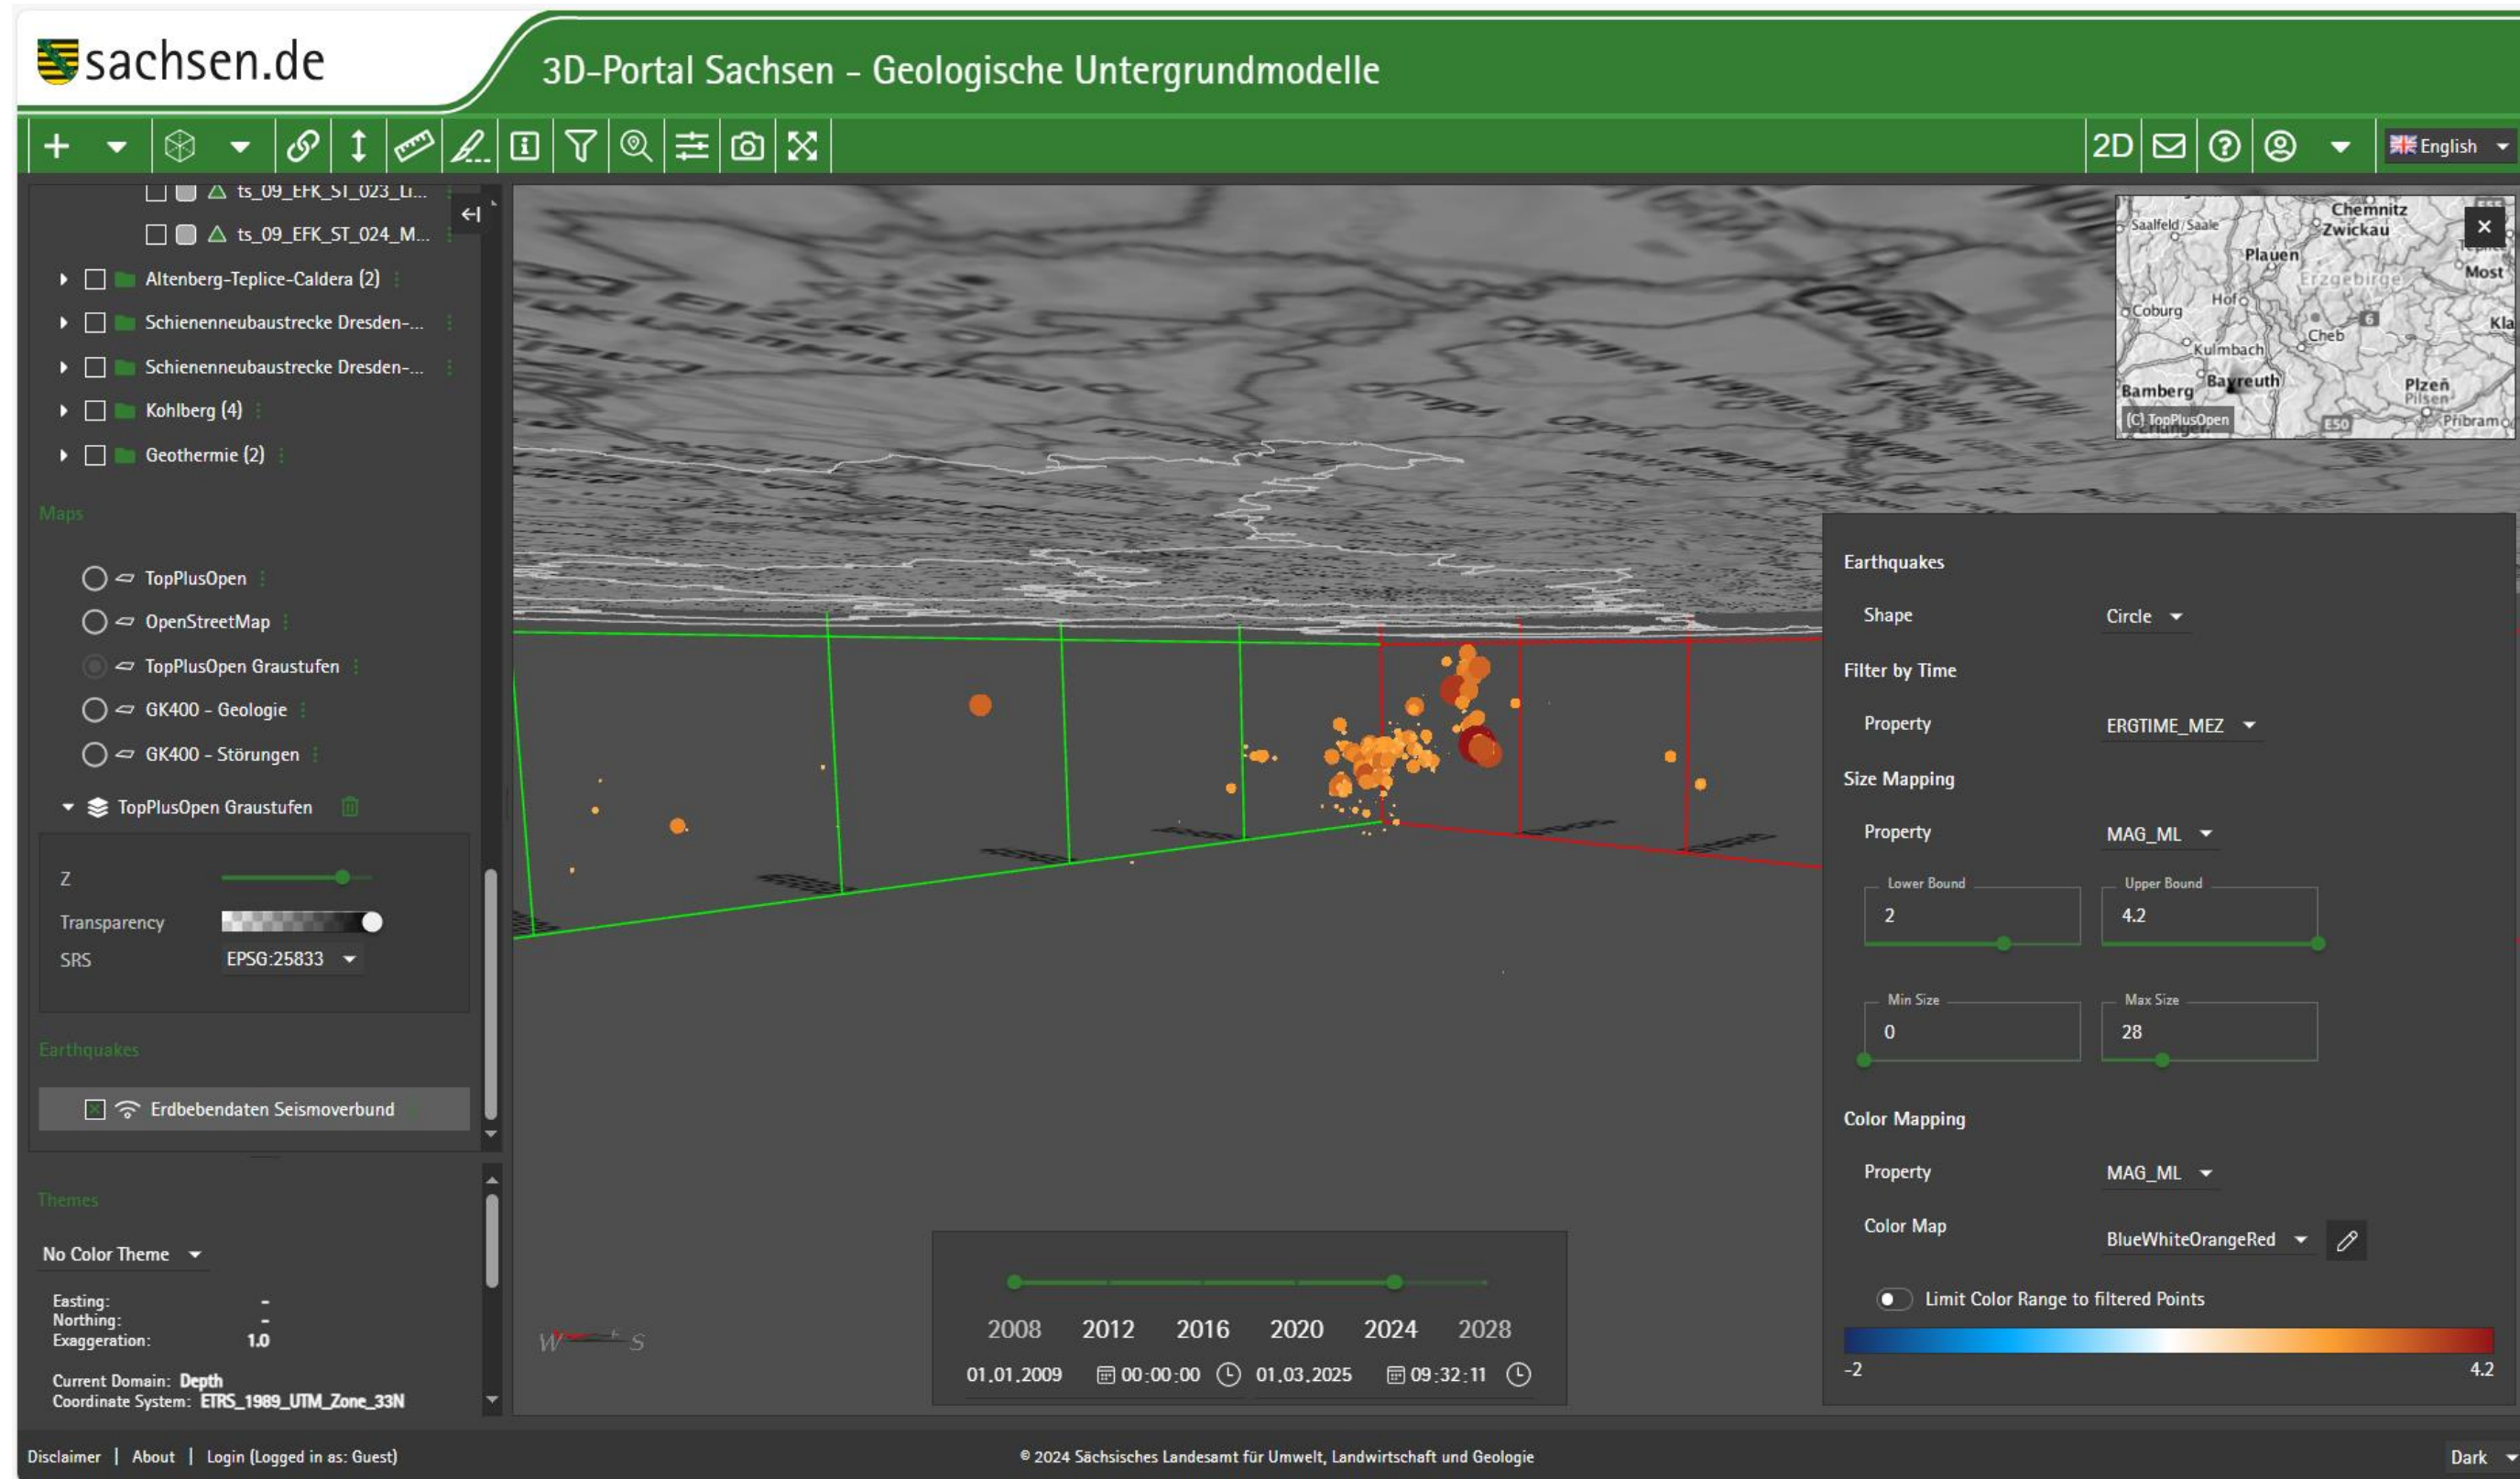 sachsen.de
3D-Portal Sachsen - Geologische Untergrundmodelle
2D
English
ts_09_EFK_ST_023_Li...
ts_09_EFK_ST_024_M...
Altenberg-Teplice-Caldera (2)
Schienenneubaustrecke Dresden-...
Schienenneubaustrecke Dresden-...
Kohlberg (4)
Geothermie (2)
Maps
TopPlusOpen
OpenStreetMap
TopPlusOpen Graustufen
GK400 - Geologie
GK400 - Störungen
TopPlusOpen Graustufen
Z
Transparency
SRS
EPSG:25833
Earthquakes
Erdbebendaten Seismoverbund
Themes
No Color Theme
Easting: -
Northing: -
Exaggeration: 1.0
Current Domain: Depth
Coordinate System: ETRS_1989_UTM_Zone_33N
W S
2008 2012 2016 2020 2024 2028
01.01.2009 00:00:00 01.03.2025 09:32:11
Saalfeld/Saale
Chemnitz
Zwickau
Plauen
Erzgebirge
Most
Hof
Coburg
6
Kla
Cheb
Kulmbach
Bayreuth
Bamberg
Plzeň
Pilsen
(C) TopPlusOpen
E50
Příbram
Earthquakes
Shape Circle
Filter by Time
Property ERGTIME_MEZ
Size Mapping
Property MAG_ML
Lower Bound Upper Bound
2 4.2
Min Size Max Size
0 28
Color Mapping
Property MAG_ML
Color Map BlueWhiteOrangeRed
Limit Color Range to filtered Points
-2 4.2
Disclaimer | About | Login (Logged in as: Guest)
© 2024 Sächsisches Landesamt für Umwelt, Landwirtschaft und Geologie
Dark